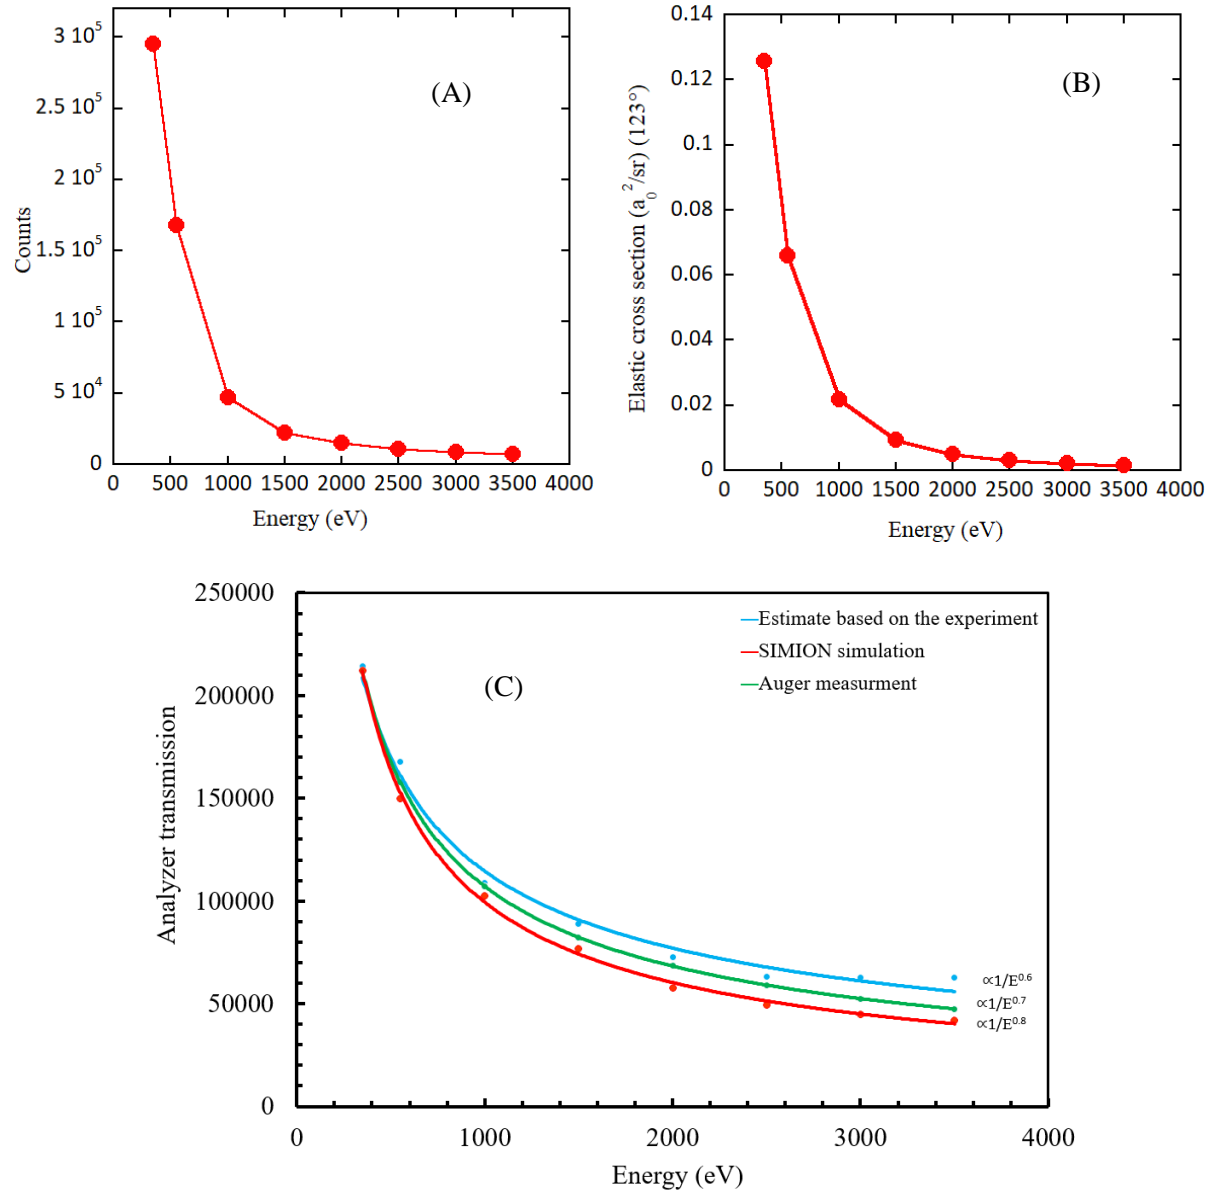 (A)
Counts
3 10^5
2.5 10^5
2 10^5
1.5 10^5
1 10^5
5 10^4
0
0 500 1000 1500 2000 2500 3000 3500 4000
Energy (eV)
(B)
Elastic cross section (a_0^2/sr) (123°)
0.14
0.12
0.1
0.08
0.06
0.04
0.02
0
0 500 1000 1500 2000 2500 3000 3500 4000
Energy (eV)
(C)
Analyzer transmission
250000
200000
150000
100000
50000
0
Estimate based on the experiment
SIMION simulation
Auger measurment
∝1/E^0.6
∝1/E^0.7
∝1/E^0.8
0 1000 2000 3000 4000
Energy (eV)